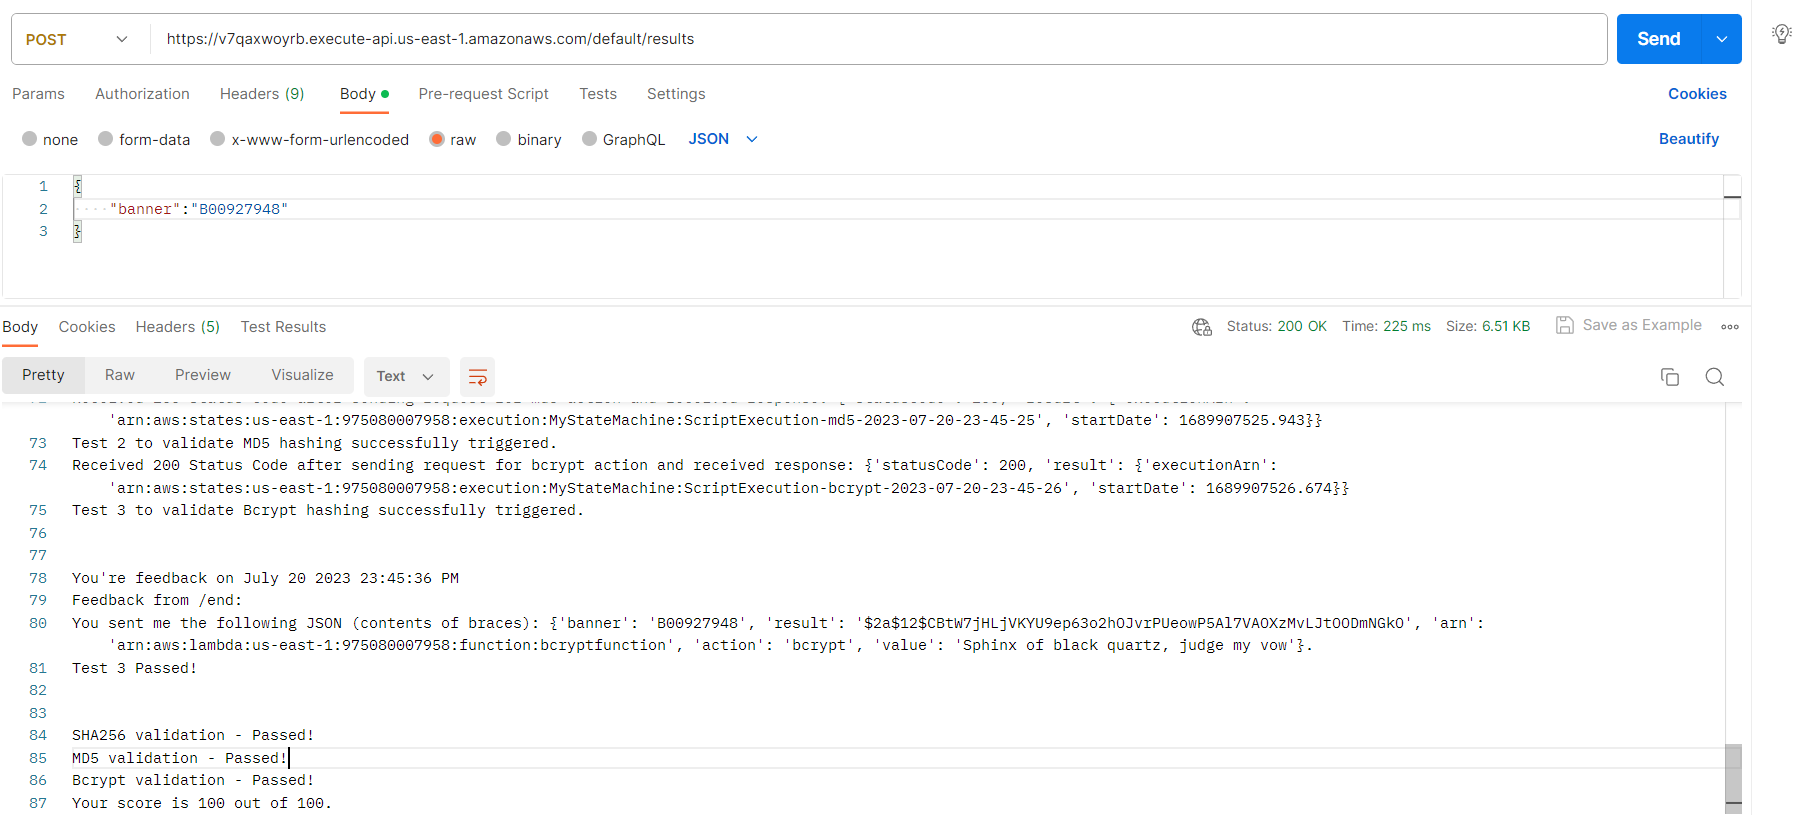 POST
https://v7qaxwoyrb.execute-api.us-east-1.amazonaws.com/default/results
Send
Params Authorization Headers (9) Body Pre-request Script Tests Settings Cookies
none form-data x-www-form-urlencoded raw binary GraphQL JSON Beautify
1 {
2 ····"banner":"B00927948"
3 }
Body Cookies Headers (5) Test Results Status: 200 OK Time: 225 ms Size: 6.51 KB Save as Example
Pretty Raw Preview Visualize Text
'arn:aws:states:us-east-1:975080007958:execution:MyStateMachine:ScriptExecution-md5-2023-07-20-23-45-25', 'startDate': 1689907525.943}}
73 Test 2 to validate MD5 hashing successfully triggered.
74 Received 200 Status Code after sending request for bcrypt action and received response: {'statusCode': 200, 'result': {'executionArn':
'arn:aws:states:us-east-1:975080007958:execution:MyStateMachine:ScriptExecution-bcrypt-2023-07-20-23-45-26', 'startDate': 1689907526.674}}
75 Test 3 to validate Bcrypt hashing successfully triggered.
76
77
78 You're feedback on July 20 2023 23:45:36 PM
79 Feedback from /end:
80 You sent me the following JSON (contents of braces): {'banner': 'B00927948', 'result': '$2a$12$CBtW7jHLjVKYU9ep63o2hOJvrPUeowP5Al7VAOXzMvLJtOODmNGkO', 'arn':
'arn:aws:lambda:us-east-1:975080007958:function:bcryptfunction', 'action': 'bcrypt', 'value': 'Sphinx of black quartz, judge my vow'}.
81 Test 3 Passed!
82
83
84 SHA256 validation - Passed!
85 MD5 validation - Passed!
86 Bcrypt validation - Passed!
87 Your score is 100 out of 100.